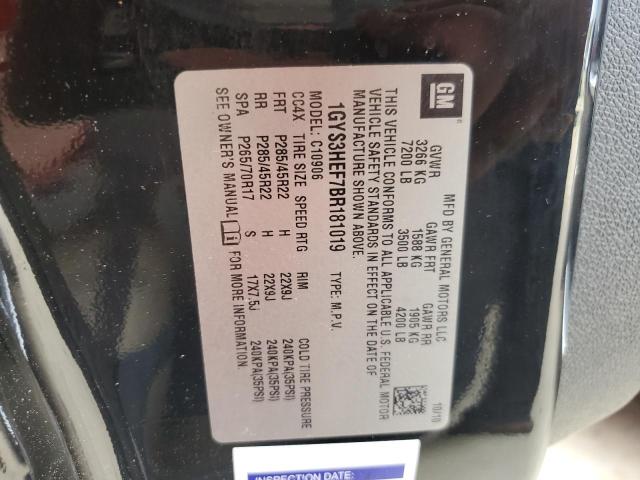 GM
MFD BY GENERAL MOTORS LLC
10/10
GVWR GAWR FRT GAWR RR
3266 KG 1588 KG 1905 KG
7200 LB 3500 LB 4200 LB
THIS VEHICLE CONFORMS TO ALL APPLICABLE U.S. FEDERAL MOTOR
VEHICLE SAFETY STANDARDS IN EFFECT ON THE DATE OF
MANUFACTURE SHOWN ABOVE.
1GYS3HEF7BR181019 TYPE: M.P.V.
MODEL: C10906
CC4X TIRE SIZE SPEED RTG RIM COLD TIRE PRESSURE
FRT P285/45R22 H 22X9J 240KPA(35PSI)
RR P285/45R22 H 22X9J 240KPA(35PSI)
SPA P265/70R17 S 17X7.5J 240KPA(35PSI)
SEE OWNER'S MANUAL FOR MORE INFORMATION.
INSPECTION DATE: